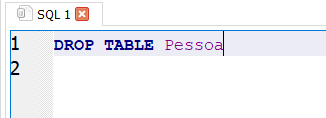 SQL 1
1 DROP TABLE Pessoa
2